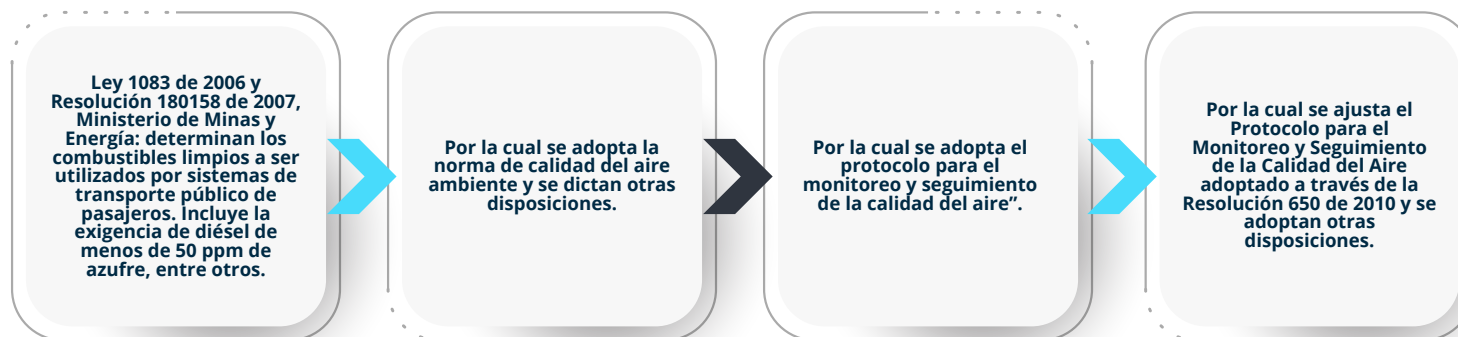 Ley 1083 de 2006 y
Resolución 180158 de 2007,
Ministerio de Minas y
Energía: determinan los
combustibles limpios a ser
utilizados por sistemas de
transporte público de
pasajeros. Incluye la
exigencia de diésel de
menos de 50 ppm de
azufre, entre otros.
Por la cual se adopta la
norma de calidad del aire
ambiente y se dictan otras
disposiciones.
Por la cual se adopta el
protocolo para el
monitoreo y seguimiento
de la calidad del aire”.
Por la cual se ajusta el
Protocolo para el
Monitoreo y Seguimiento
de la Calidad del Aire
adoptado a través de la
Resolución 650 de 2010 y se
adoptan otras
disposiciones.